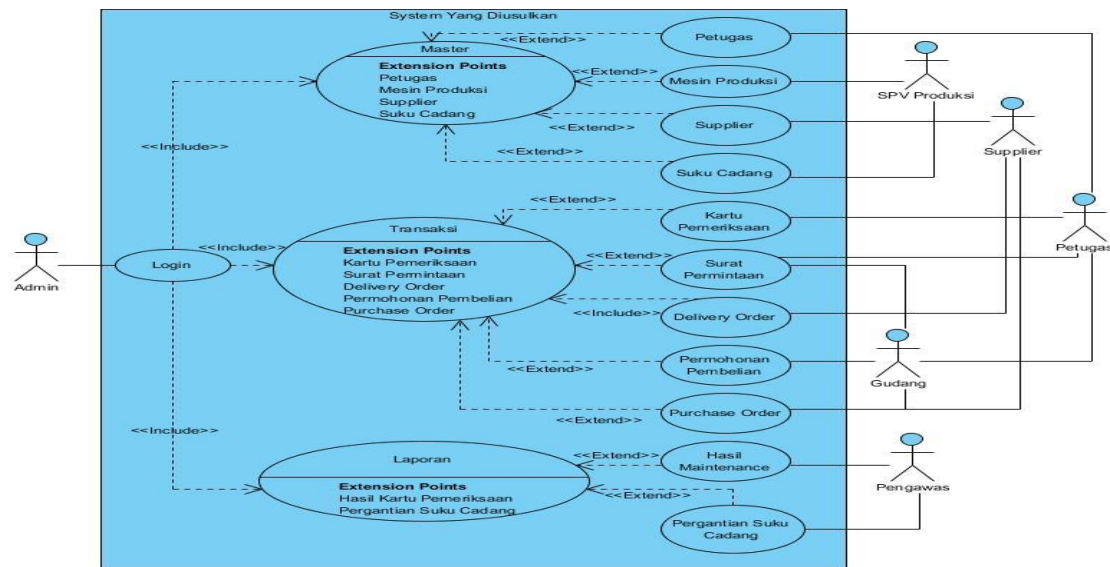 System Yang Diusulkan
<<Extend>>
Petugas
Master
Extension Points
Petugas
Mesin Produksi
Supplier
Suku Cadang
<<Extend>>
Mesin Produksi
SPV Produksi
<<Extend>>
Supplier
Supplier
<<Include>>
<<Extend>>
Suku Cadang
<<Extend>>
Kartu
Pemeriksaan
Petugas
Transaksi
Extension Points
Kartu Pemeriksaan
Surat Permintaan
Delivery Order
Permohonan Pembelian
Purchase Order
<<Include>>
Login
Admin
<<Extend>>
Surat
Permintaan
<<Include>>
Delivery Order
<<Extend>>
Permohonan
Pembelian
Gudang
<<Extend>>
Purchase Order
<<Include>>
Laporan
Extension Points
Hasil Kartu Pemeriksaan
Pergantian Suku Cadang
<<Extend>>
Hasil
Maintenance
Pengawas
<<Extend>>
Pergantian Suku
Cadang